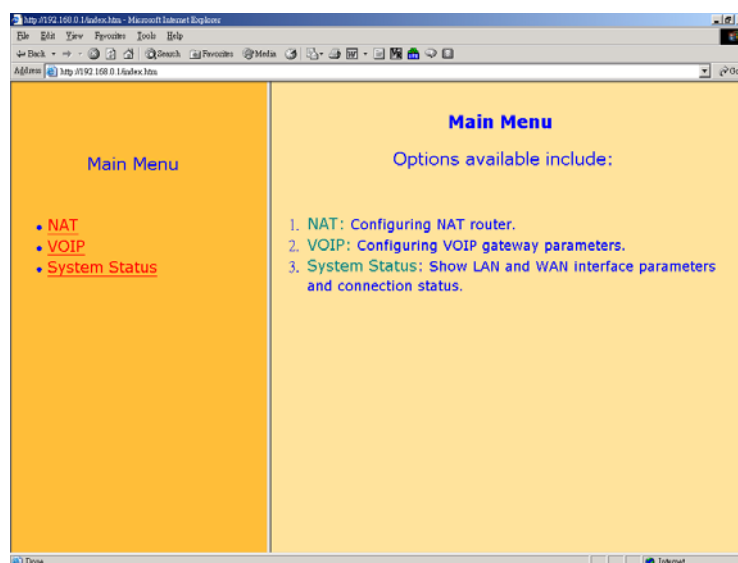 http://192.168.0.1/index.htm - Microsoft Internet Explorer
File Edit View Favorites Tools Help
Back Search Favorites Media
Address http://192.168.0.1/index.htm Go
Main Menu
• NAT
• VOIP
• System Status
Main Menu
Options available include:
1. NAT: Configuring NAT router.
2. VOIP: Configuring VOIP gateway parameters.
3. System Status: Show LAN and WAN interface parameters
and connection status.
Done Internet